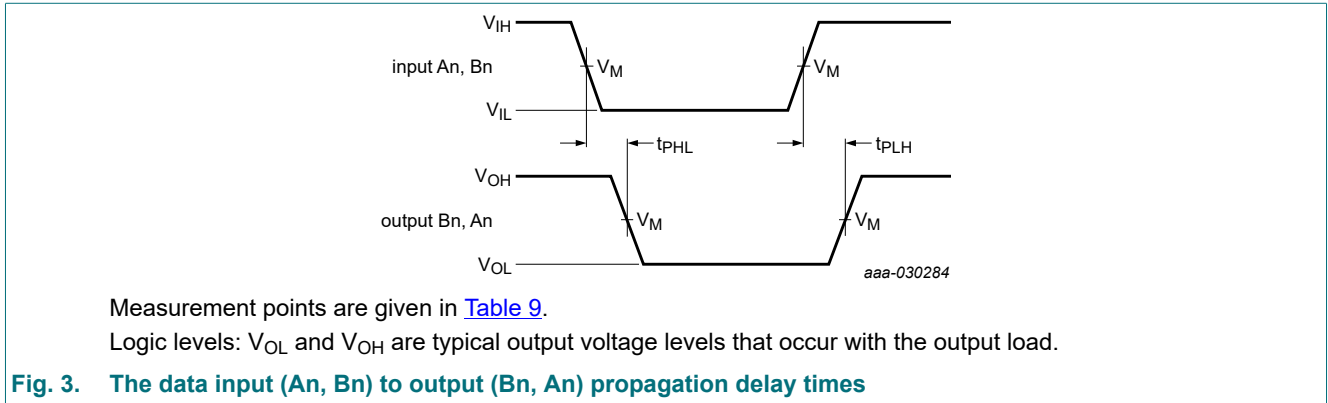 VIH
input An, Bn
VM
VM
VIL
tPHL
tPLH
VOH
output Bn, An
VM
VM
VOL
aaa-030284
Measurement points are given in Table 9.
Logic levels: VOL and VOH are typical output voltage levels that occur with the output load.
Fig. 3. The data input (An, Bn) to output (Bn, An) propagation delay times